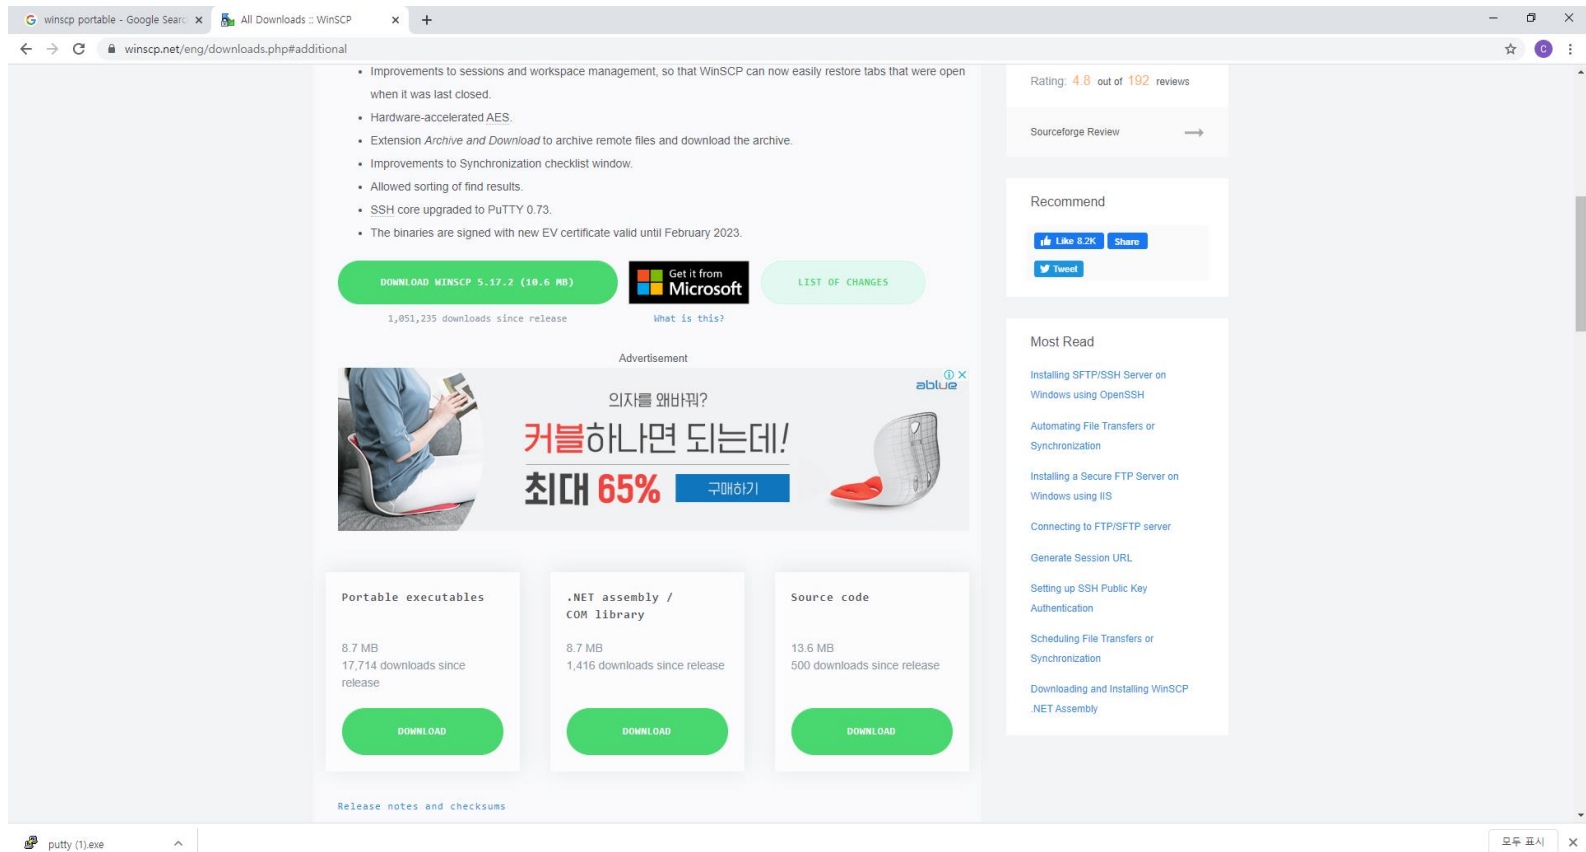 winscp portable - Google Searc
All Downloads :: WinSCP
winscp.net/eng/downloads.php#additional
C
Improvements to sessions and workspace management, so that WinSCP can now easily restore tabs that were open
when it was last closed.
Hardware-accelerated AES.
Extension Archive and Download to archive remote files and download the archive.
Improvements to Synchronization checklist window.
Allowed sorting of find results.
SSH core upgraded to PuTTY 0.73.
The binaries are signed with new EV certificate valid until February 2023.
DOWNLOAD WINSCP 5.17.2 (10.6 MB)
Get it from
Microsoft
LIST OF CHANGES
1,051,235 downloads since release
What is this?
Advertisement
의자를 왜바꿔?
커블하나면 되는데!
최대 65%
구매하기
ablue
Portable executables
8.7 MB
17,714 downloads since
release
DOWNLOAD
.NET assembly /
COM library
8.7 MB
1,416 downloads since release
DOWNLOAD
Source code
13.6 MB
500 downloads since release
DOWNLOAD
Release notes and checksums
Rating: 4.8 out of 192 reviews
Sourceforge Review
Recommend
Like 8.2K
Share
Tweet
Most Read
Installing SFTP/SSH Server on
Windows using OpenSSH
Automating File Transfers or
Synchronization
Installing a Secure FTP Server on
Windows using IIS
Connecting to FTP/SFTP server
Generate Session URL
Setting up SSH Public Key
Authentication
Scheduling File Transfers or
Synchronization
Downloading and Installing WinSCP
.NET Assembly
putty (1).exe
모두 표시